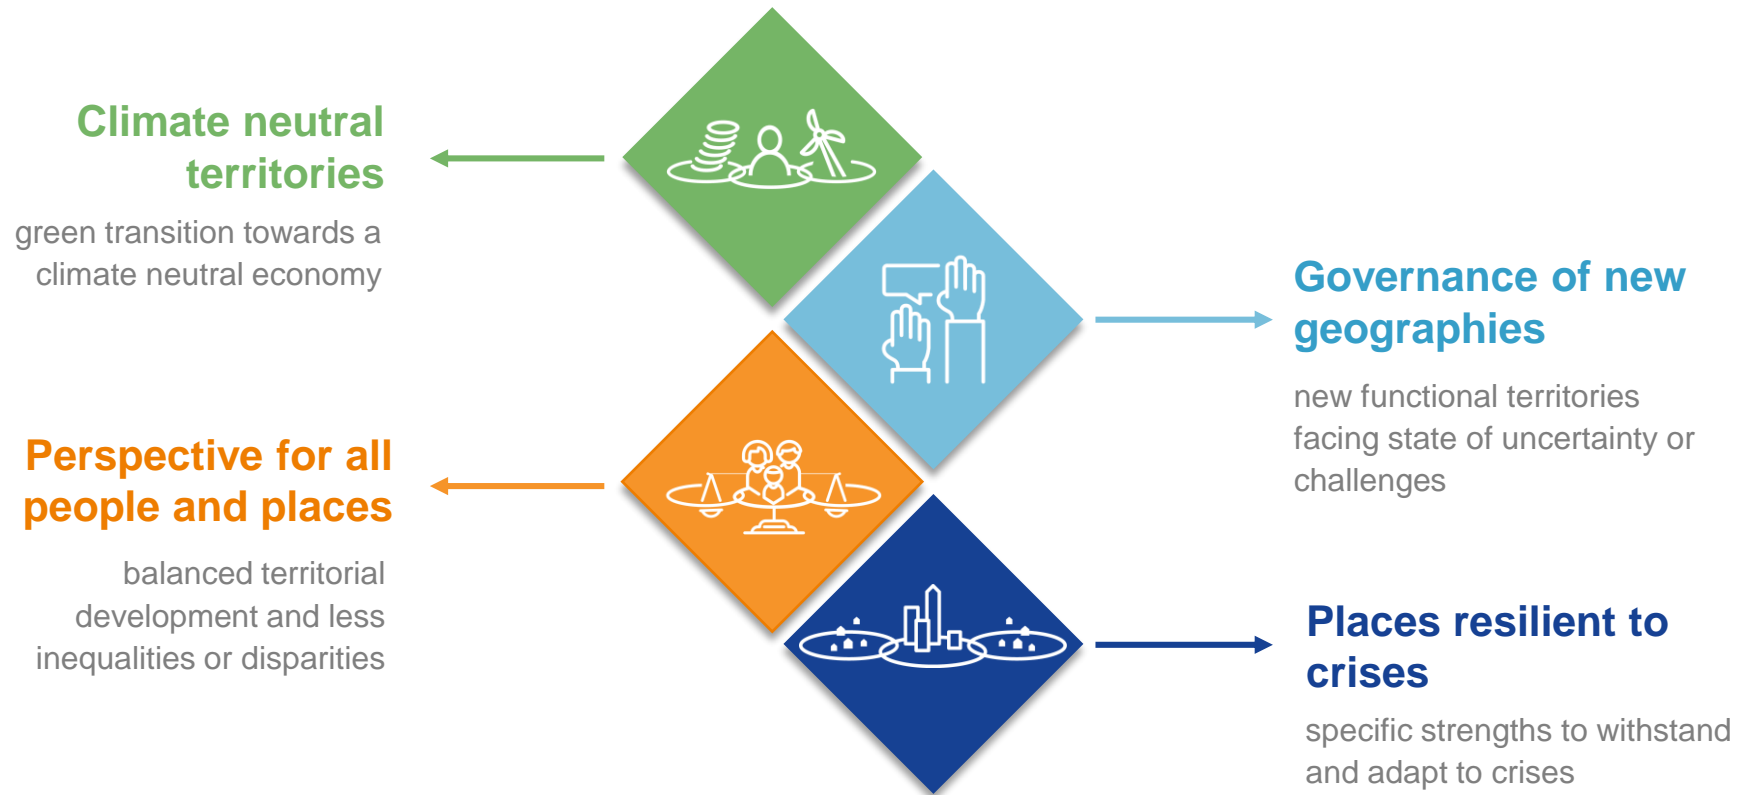 Climate neutral
territories
green transition towards a
climate neutral economy
Governance of new
geographies
new functional territories
facing state of uncertainty or
challenges
Perspective for all
people and places
balanced territorial
development and less
inequalities or disparities
Places resilient to
crises
specific strengths to withstand
and adapt to crises